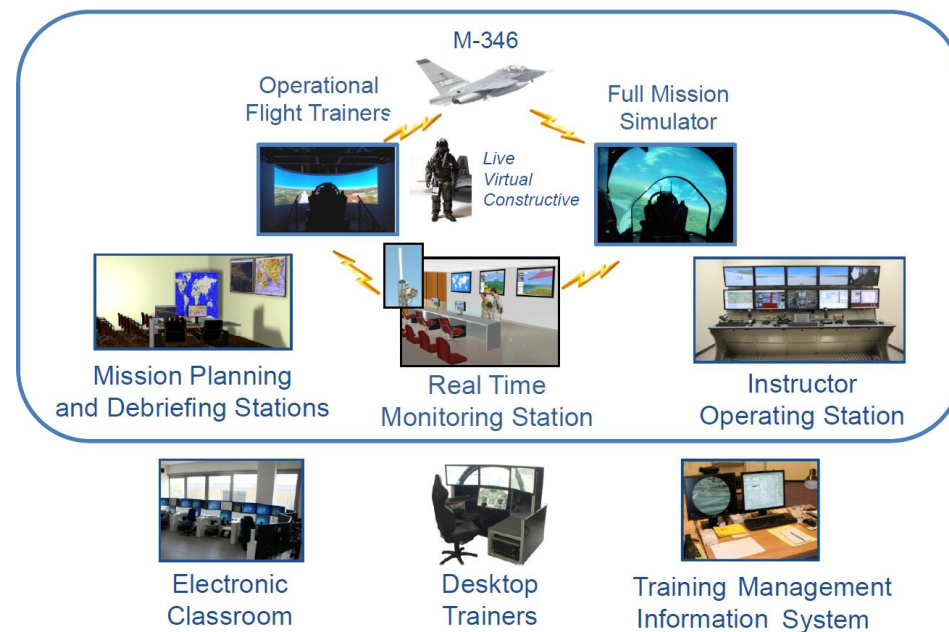 M-346
Operational
Flight Trainers
Full Mission
Simulator
Live
Virtual
Constructive
Mission Planning
and Debriefing Stations
Real Time
Monitoring Station
Instructor
Operating Station
Electronic
Classroom
Desktop
Trainers
Training Management
Information System